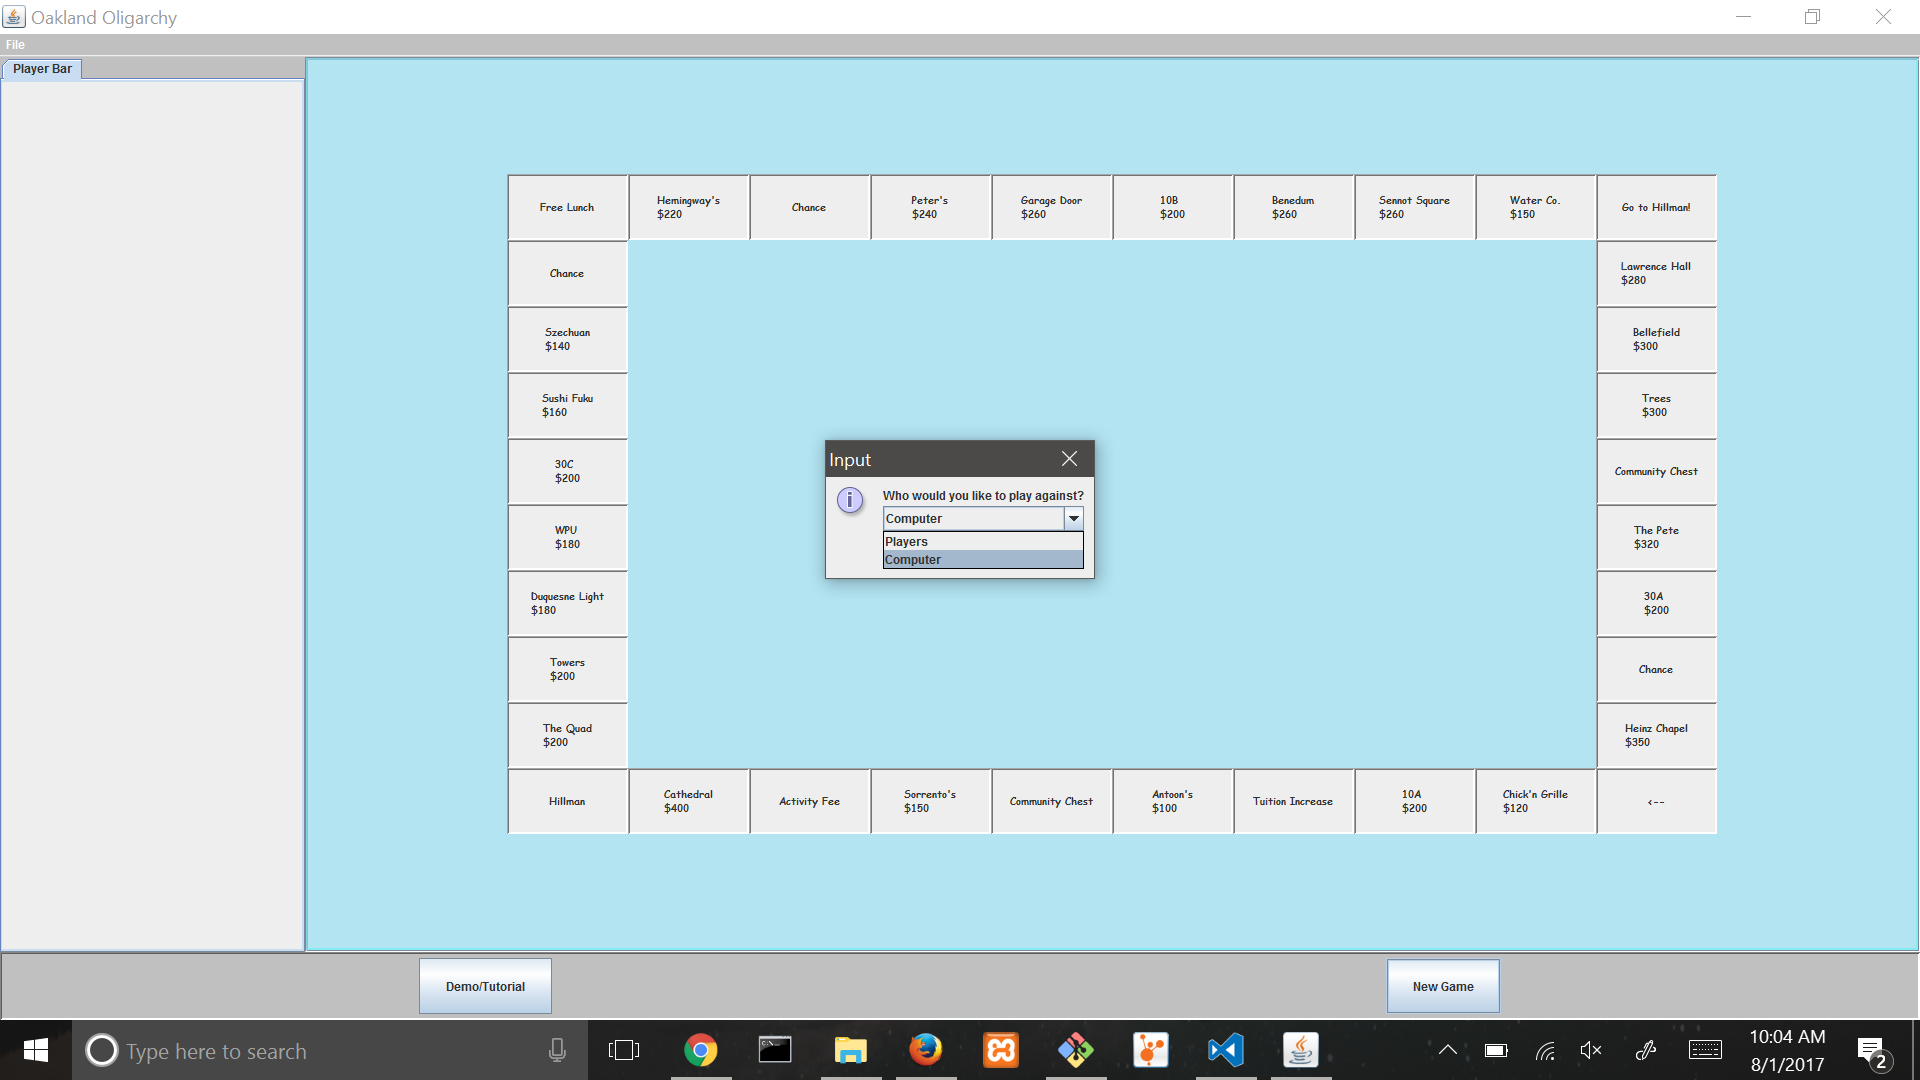 Oakland Oligarchy
File
Player Bar
Free Lunch
Hemingway's
$220
Chance
Peter's
$240
Garage Door
$260
10B
$200
Benedum
$260
Sennot Square
$260
Water Co.
$150
Go to Hillman!
Chance
Lawrence Hall
$280
Szechuan
$140
Bellefield
$300
Sushi Fuku
$160
Trees
$300
30C
$200
Community Chest
WPU
$180
The Pete
$320
Duquesne Light
$180
30A
$200
Towers
$200
Chance
The Quad
$200
Heinz Chapel
$350
Hillman
Cathedral
$400
Activity Fee
Sorrento's
$150
Community Chest
Antoon's
$100
Tuition Increase
10A
$200
Chick'n Grille
$120
<--
Input
Who would you like to play against?
Computer
Players
Computer
Demo/Tutorial
New Game
Type here to search
10:04 AM
8/1/2017
2